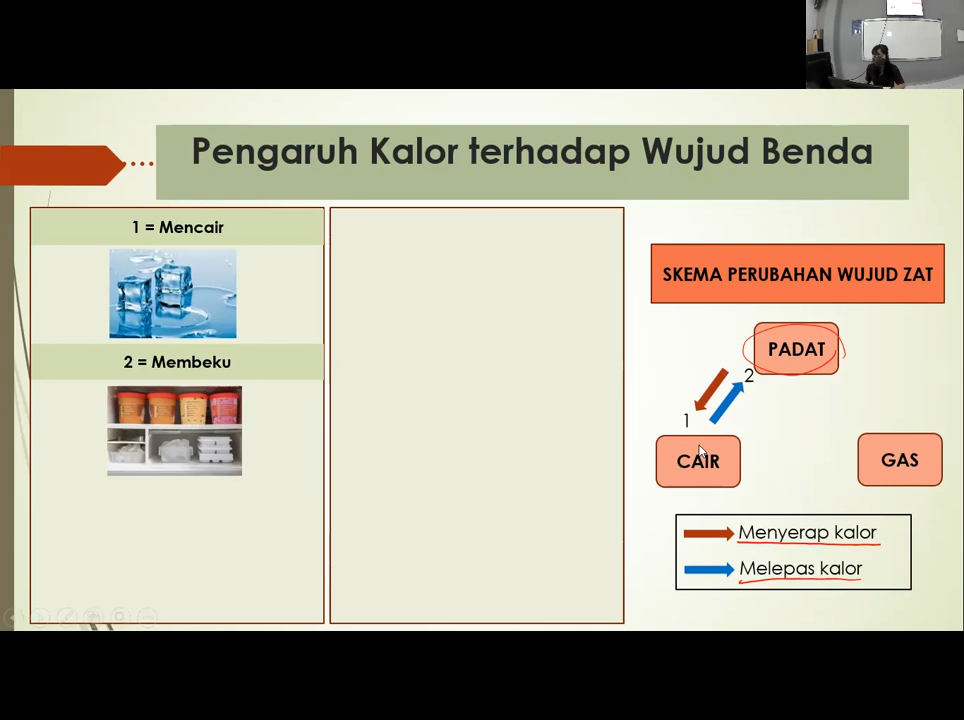 Pengaruh Kalor terhadap Wujud Benda
1 = Mencair
2 = Membeku
SKEMA PERUBAHAN WUJUD ZAT
PADAT
2
1
CAIR
GAS
Menyerap kalor
Melepas kalor